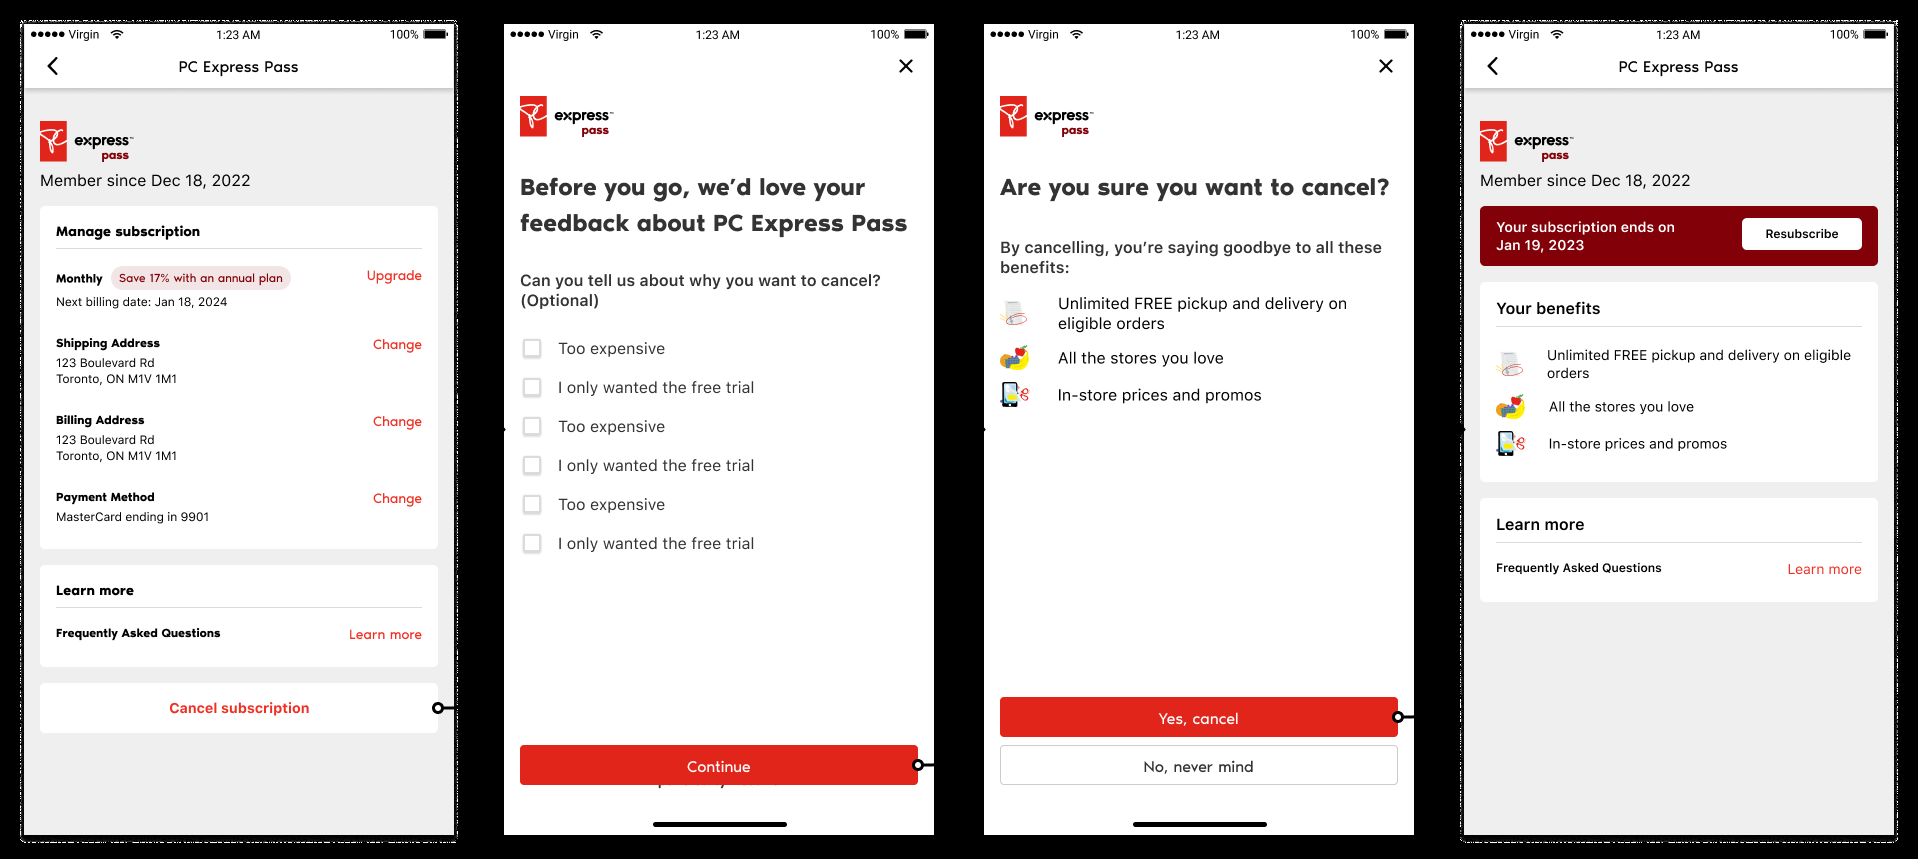 Virgin 1:23 AM 100%
PC Express Pass
express™
pass
Member since Dec 18, 2022
Manage subscription
Monthly Save 17% with an annual plan Upgrade
Next billing date: Jan 18, 2024
Shipping Address Change
123 Boulevard Rd
Toronto, ON M1V 1M1
Billing Address Change
123 Boulevard Rd
Toronto, ON M1V 1M1
Payment Method Change
MasterCard ending in 9901
Learn more
Frequently Asked Questions Learn more
Cancel subscription
Virgin 1:23 AM 100%
express™
pass
Before you go, we’d love your
feedback about PC Express Pass
Can you tell us about why you want to cancel?
(Optional)
Too expensive
I only wanted the free trial
Too expensive
I only wanted the free trial
Too expensive
I only wanted the free trial
Continue
Virgin 1:23 AM 100%
express™
pass
Are you sure you want to cancel?
By cancelling, you’re saying goodbye to all these
benefits:
Unlimited FREE pickup and delivery on
eligible orders
All the stores you love
In-store prices and promos
Yes, cancel
No, never mind
Virgin 1:23 AM 100%
PC Express Pass
express™
pass
Member since Dec 18, 2022
Your subscription ends on
Jan 19, 2023
Resubscribe
Your benefits
Unlimited FREE pickup and delivery on eligible
orders
All the stores you love
In-store prices and promos
Learn more
Frequently Asked Questions Learn more